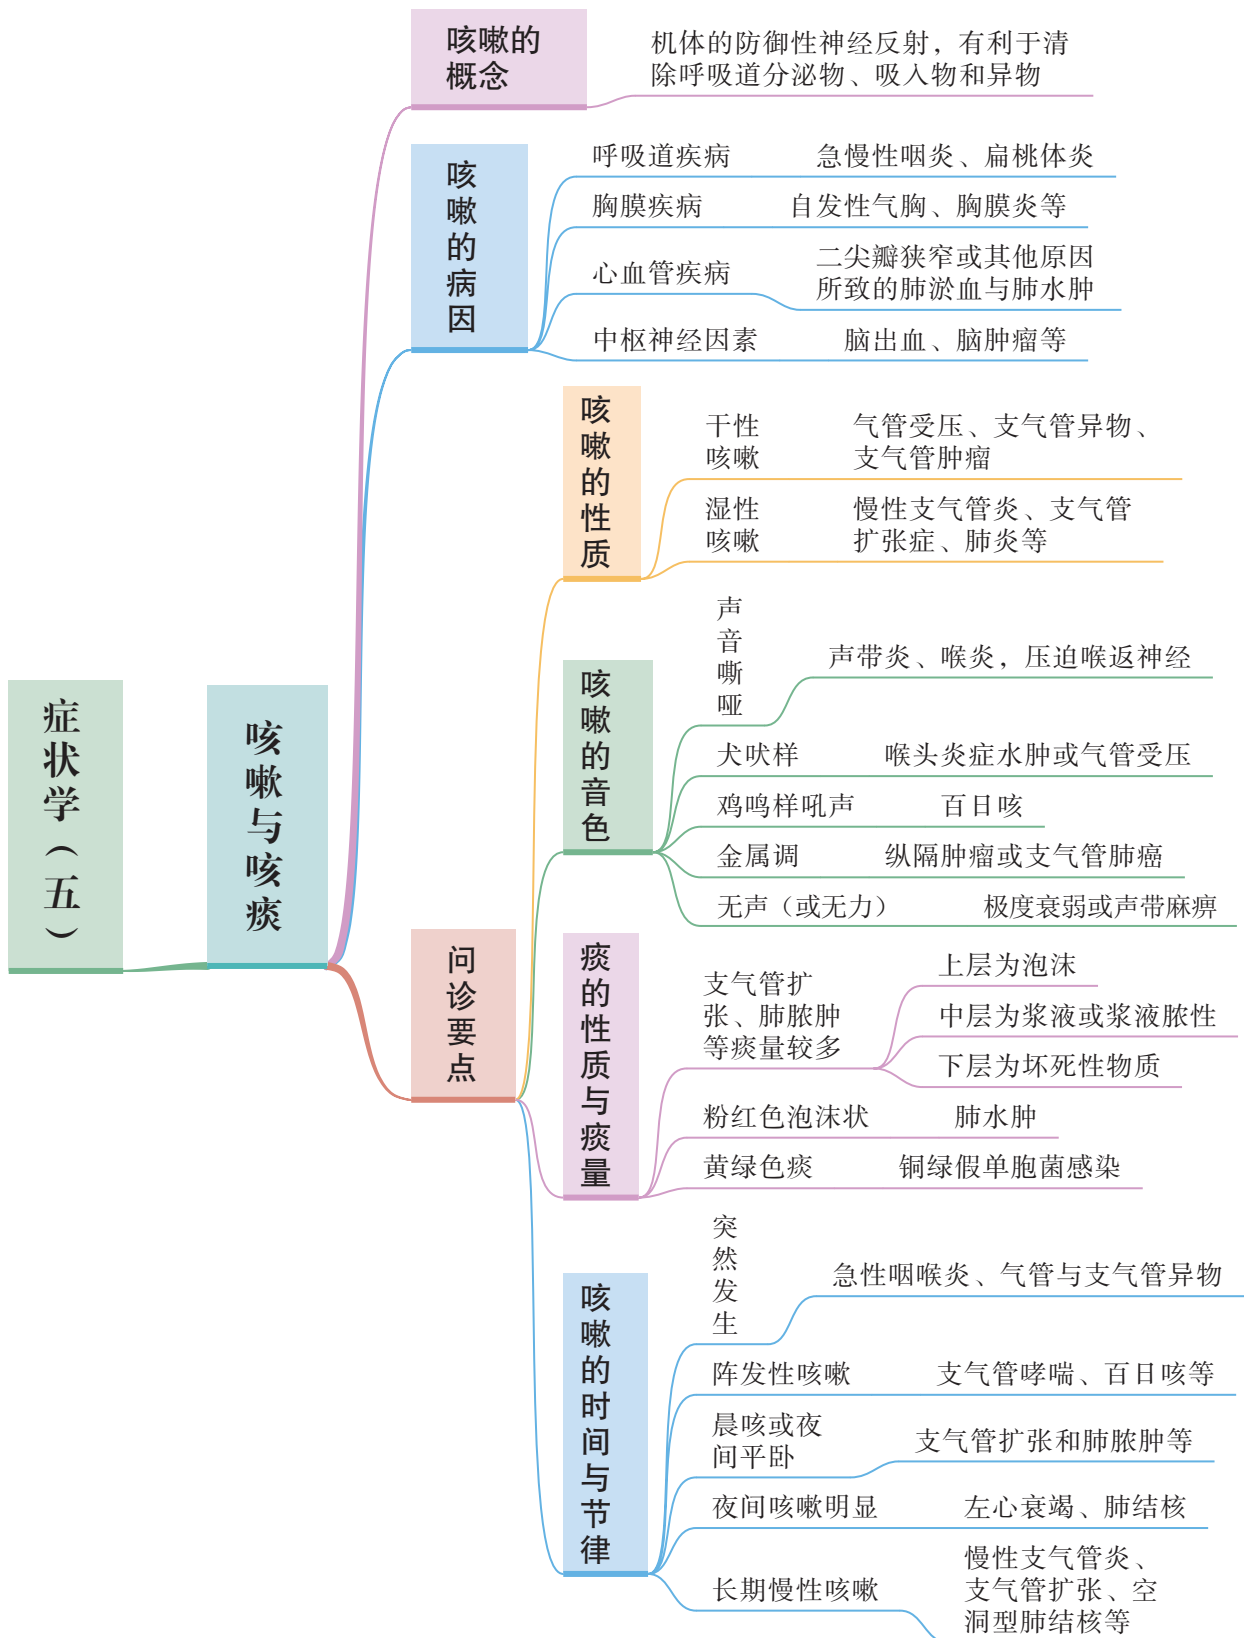 症状学（五）
咳嗽与咳痰
咳嗽的
概念
机体的防御性神经反射，有利于清
除呼吸道分泌物、吸入物和异物
咳嗽的病因
呼吸道疾病
急慢性咽炎、扁桃体炎
胸膜疾病
自发性气胸、胸膜炎等
心血管疾病
二尖瓣狭窄或其他原因
所致的肺淤血与肺水肿
中枢神经因素
脑出血、脑肿瘤等
问诊要点
咳嗽的性质
干性
咳嗽
气管受压、支气管异物、
支气管肿瘤
湿性
咳嗽
慢性支气管炎、支气管
扩张症、肺炎等
咳嗽的音色
声音嘶哑
声带炎、喉炎，压迫喉返神经
犬吠样
喉头炎症水肿或气管受压
鸡鸣样吼声
百日咳
金属调
纵隔肿瘤或支气管肺癌
无声（或无力）
极度衰弱或声带麻痹
痰的性质与痰量
支气管扩
张、肺脓肿
等痰量较多
上层为泡沫
中层为浆液或浆液脓性
下层为坏死性物质
粉红色泡沫状
肺水肿
黄绿色痰
铜绿假单胞菌感染
咳嗽的时间与节律
突然发生
急性咽喉炎、气管与支气管异物
阵发性咳嗽
支气管哮喘、百日咳等
晨咳或夜
间平卧
支气管扩张和肺脓肿等
夜间咳嗽明显
左心衰竭、肺结核
长期慢性咳嗽
慢性支气管炎、
支气管扩张、空
洞型肺结核等